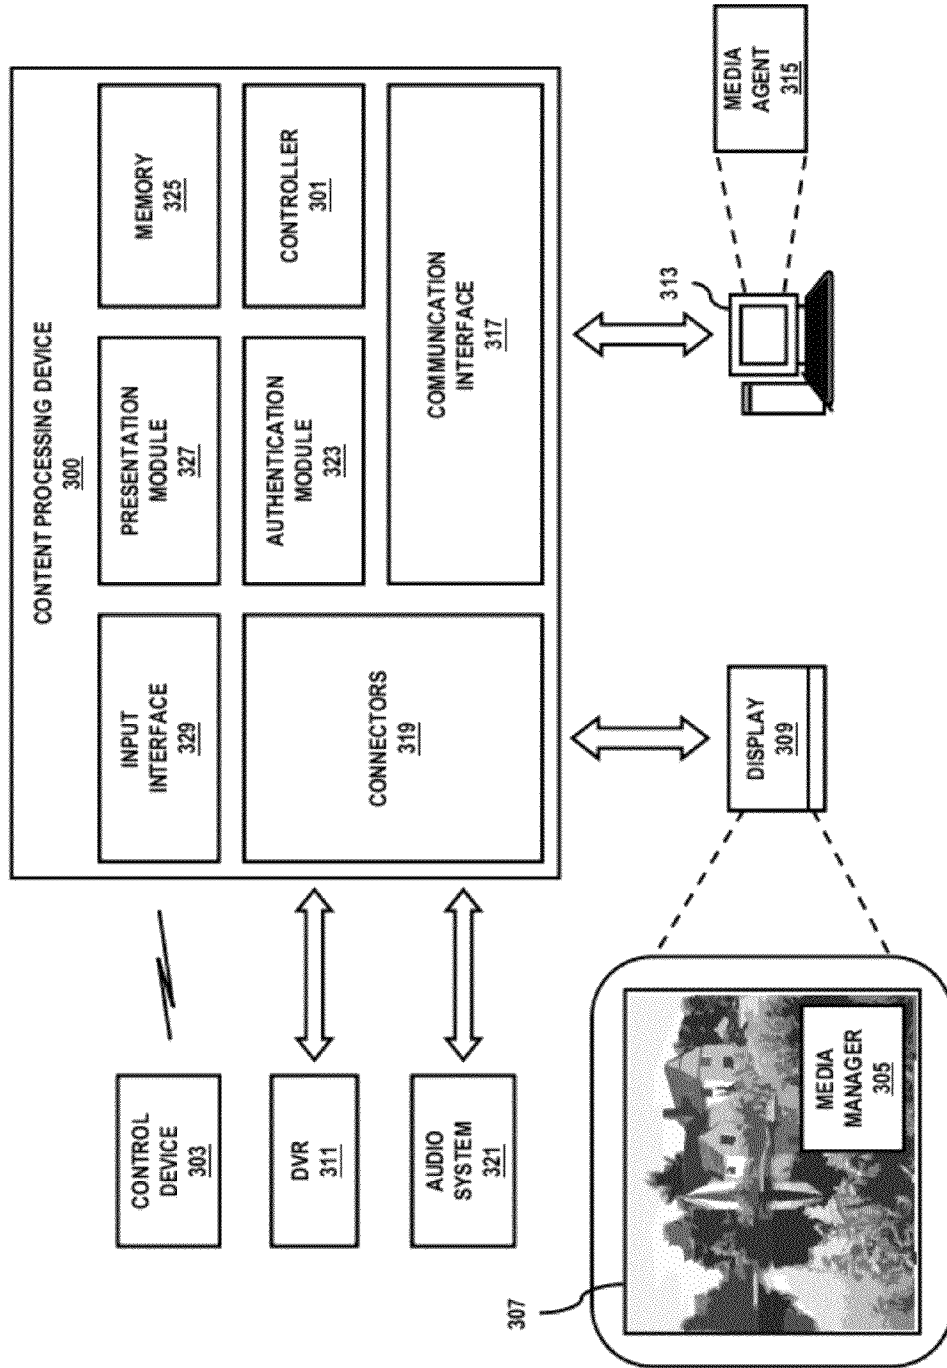 CONTENT PROCESSING DEVICE
300
CONTROL
DEVICE
303
INPUT
INTERFACE
329
PRESENTATION
MODULE
327
MEMORY
325
DVR
311
AUTHENTICATION
MODULE
323
CONTROLLER
301
CONNECTORS
319
AUDIO
SYSTEM
321
COMMUNICATION
INTERFACE
317
307
313
MEDIA
MANAGER
305
DISPLAY
309
MEDIA
AGENT
315